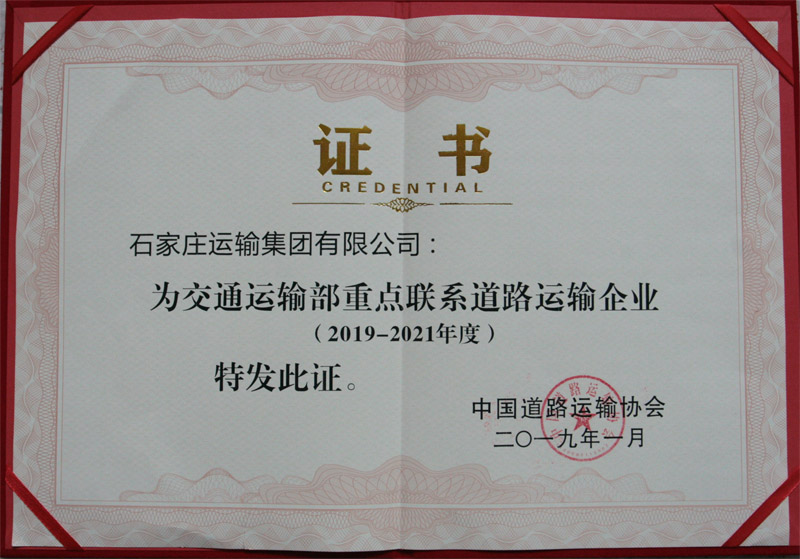 证书
CREDENTIAL
石家庄运输集团有限公司：
为交通运输部重点联系道路运输企业
（2019-2021年度）
特发此证。
中国道路运输协会
二〇一九年一月